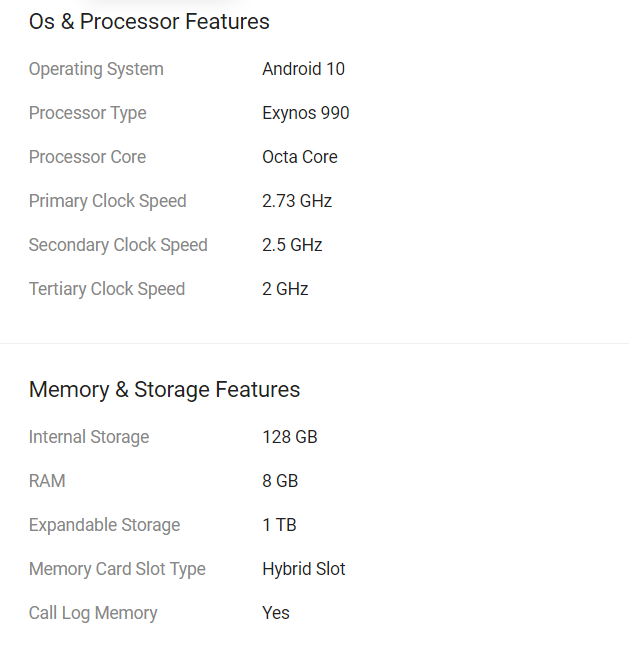 Os & Processor Features
Operating System Android 10
Processor Type Exynos 990
Processor Core Octa Core
Primary Clock Speed 2.73 GHz
Secondary Clock Speed 2.5 GHz
Tertiary Clock Speed 2 GHz
Memory & Storage Features
Internal Storage 128 GB
RAM 8 GB
Expandable Storage 1 TB
Memory Card Slot Type Hybrid Slot
Call Log Memory Yes